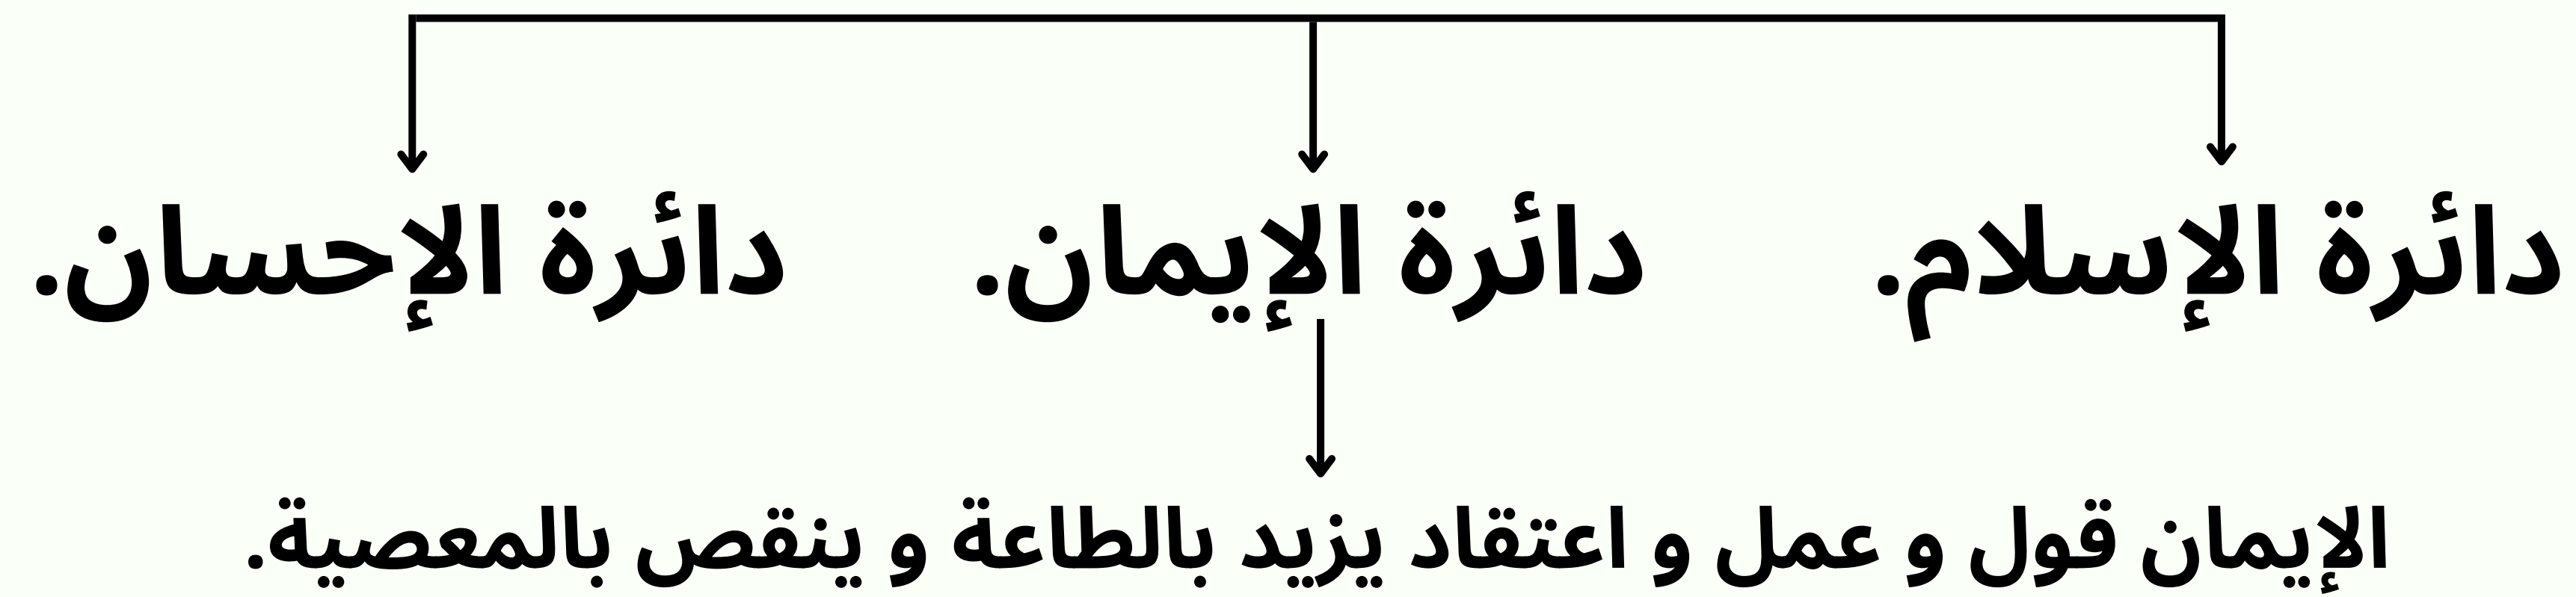 دائرة الإسلام. دائرة الإيمان. دائرة الإحسان.
الإيمان قول و عمل و اعتقاد يزيد بالطاعة و ينقص بالمعصية.